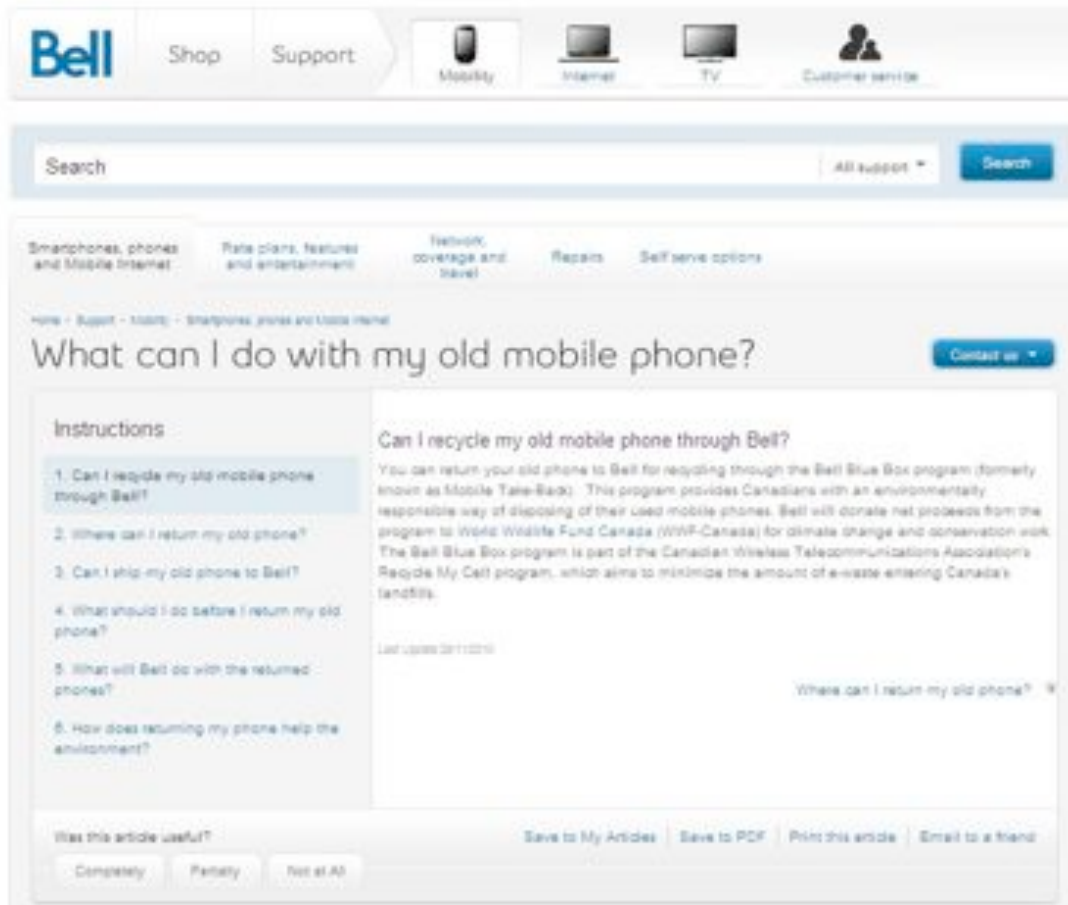 Bell
Shop
Support
Mobility
Internet
TV
Customer service
Search
All support
Search
Smartphones, phones
and Mobile Internet
Rate plans, features
and entertainment
Network,
coverage and
travel
Repairs
Self serve options
Home - Support - Mobility - Smartphones, phones and Mobile Internet
What can I do with my old mobile phone?
Contact us
Instructions
1. Can I recycle my old mobile phone
through Bell?
2. Where can I return my old phone?
3. Can I ship my old phone to Bell?
4. What should I do before I return my old
phone?
5. What will Bell do with the returned
phones?
6. How does returning my phone help the
environment?
Can I recycle my old mobile phone through Bell?
You can return your old phone to Bell for recycling through the Bell Blue Box program (formerly
known as Mobile Take-Back). This program provides Canadians with an environmentally
responsible way of disposing of their used mobile phones. Bell will donate net proceeds from the
program to World Wildlife Fund Canada (WWF-Canada) for climate change and conservation work.
The Bell Blue Box program is part of the Canadian Wireless Telecommunications Association's
Recycle My Cell program, which aims to minimize the amount of e-waste entering Canada's
landfills.
Last update
Where can I return my old phone?
Was this article useful?
Completely
Partially
Not at All
Save to My Articles
Save to PDF
Print this article
Email to a friend